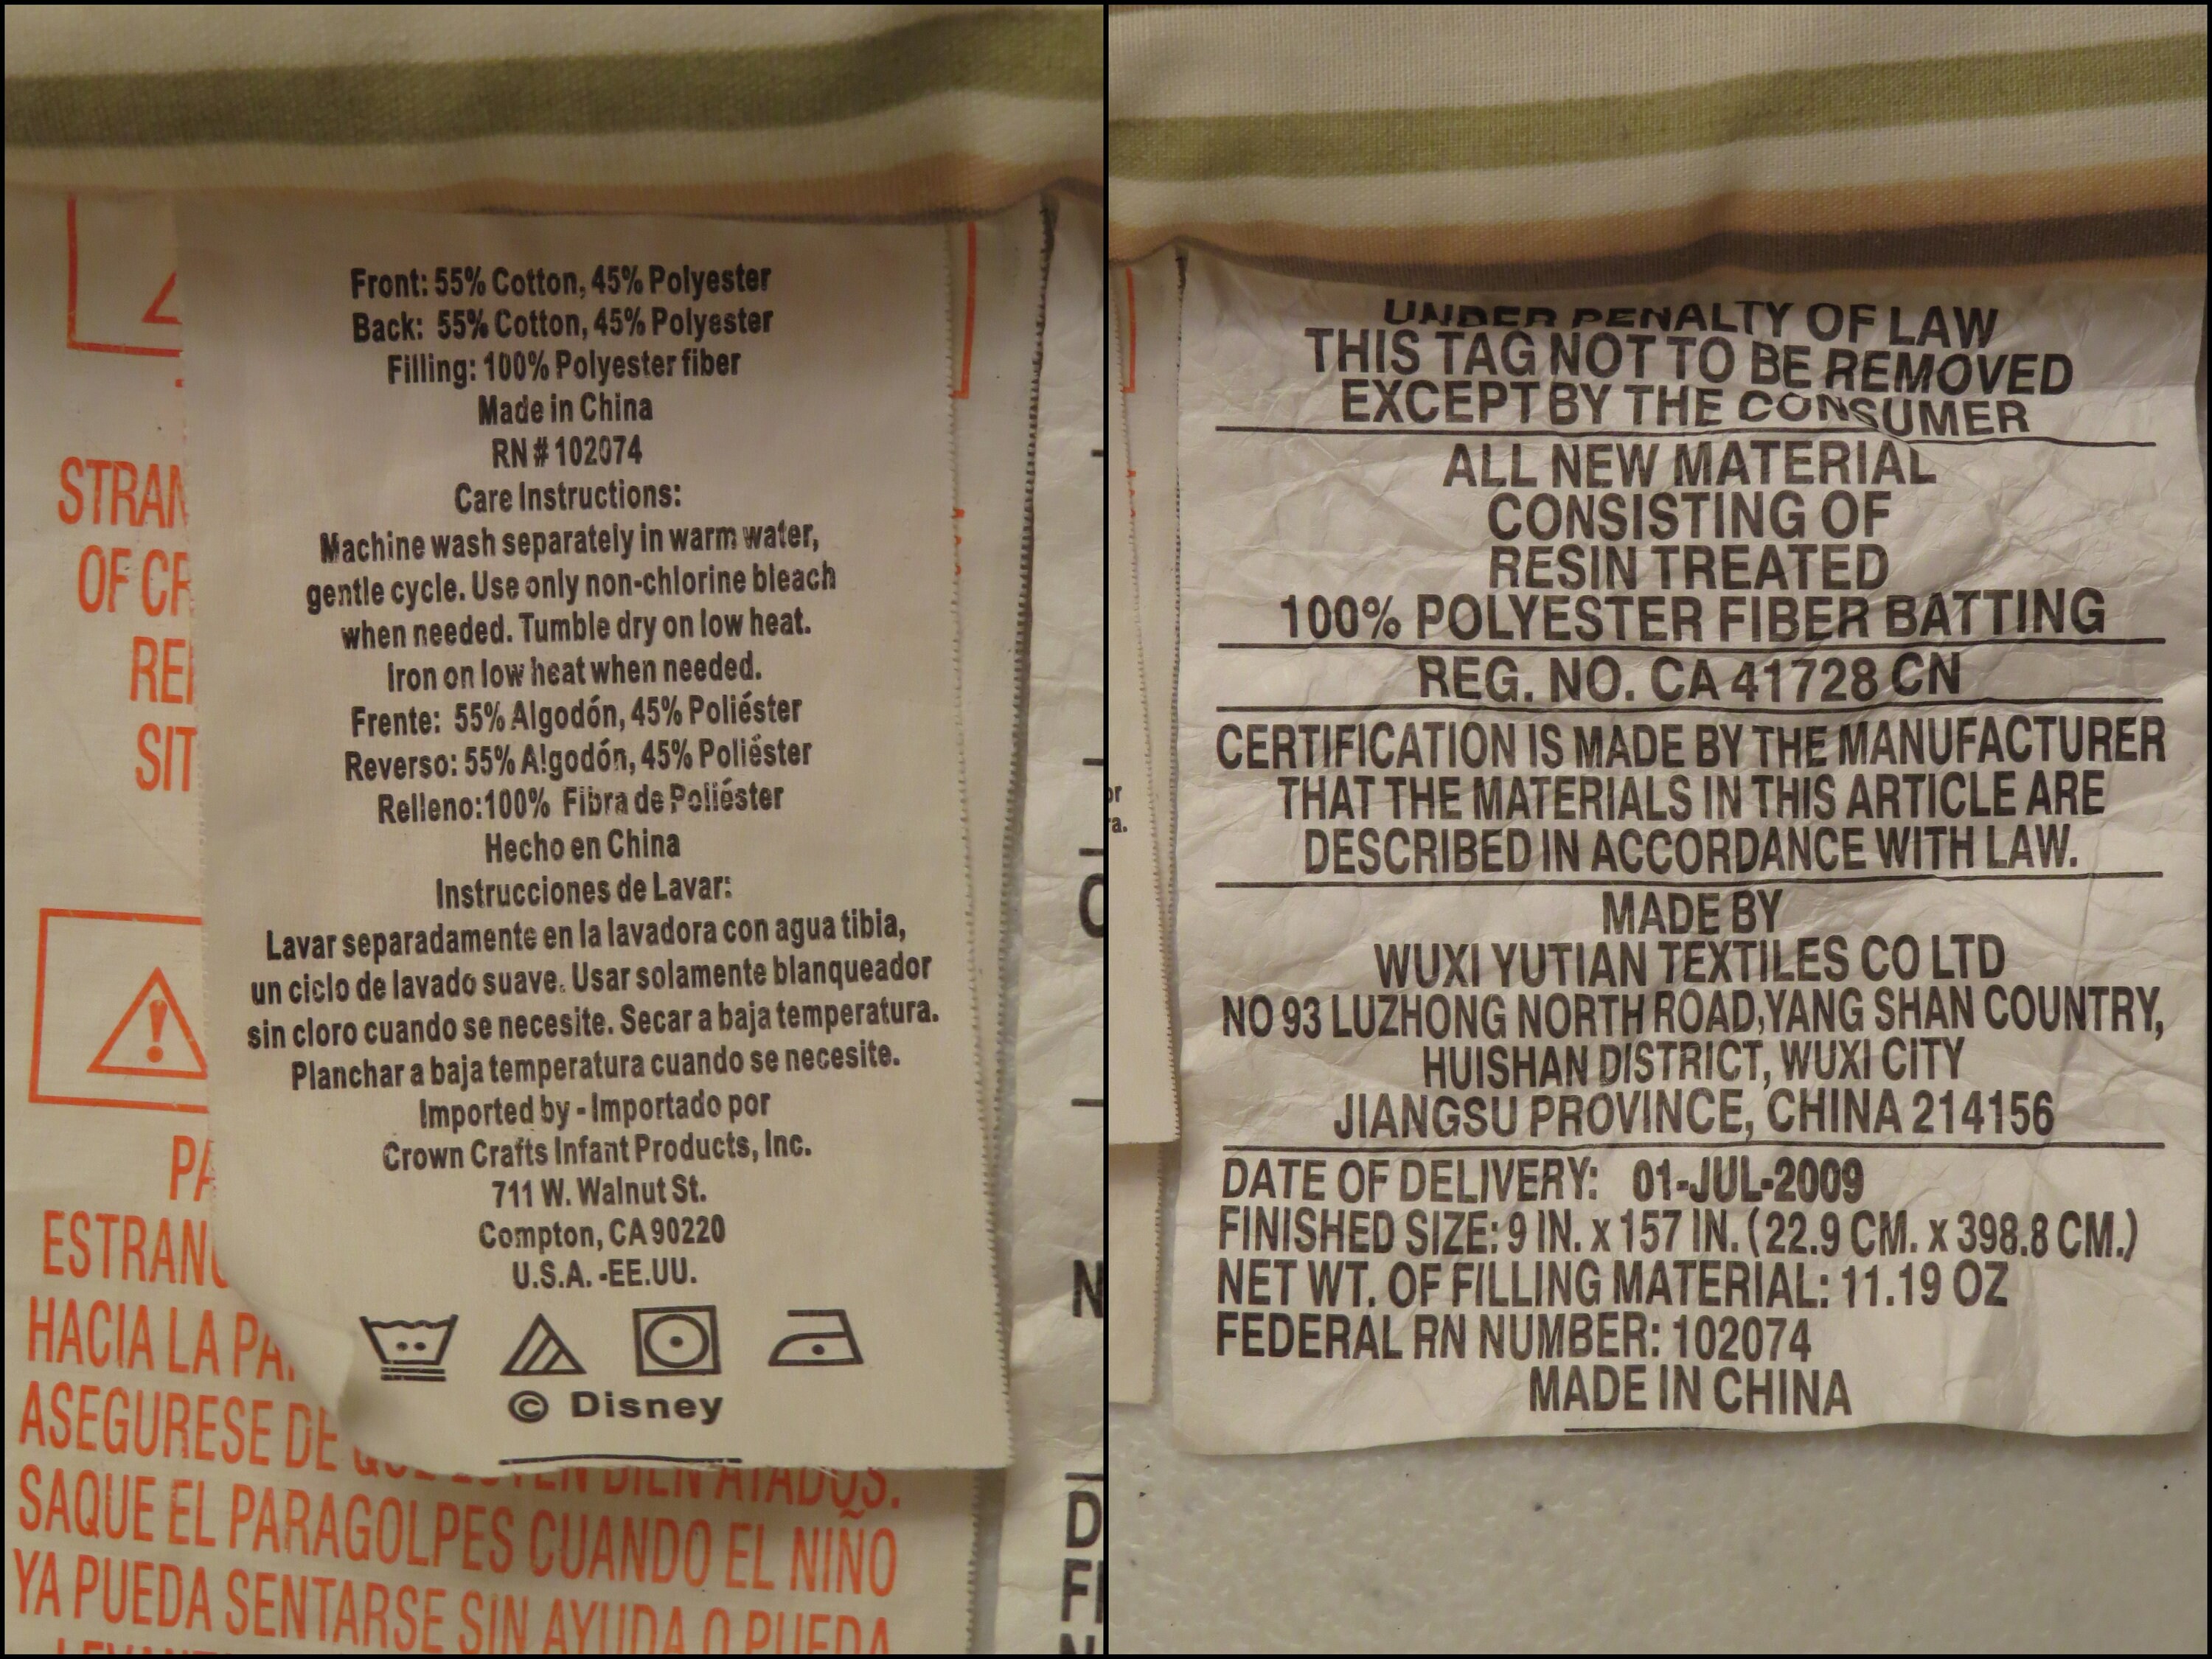 Front: 55% Cotton, 45% Polyester
Back: 55% Cotton, 45% Polyester
Filling: 100% Polyester fiber
Made in China
RN # 102074
Care Instructions:
Machine wash separately in warm water,
gentle cycle. Use only non-chlorine bleach
when needed. Tumble dry on low heat.
Iron on low heat when needed.
Frente: 55% Algodón, 45% Poliéster
Reverso: 55% Algodón, 45% Poliéster
Relleno:100% Fibra de Poliéster
Hecho en China
Instrucciones de Lavar:
Lavar separadamente en la lavadora con agua tibia,
un ciclo de lavado suave. Usar solamente blanqueador
sin cloro cuando se necesite. Secar a baja temperatura.
Planchar a baja temperatura cuando se necesite.
Imported by - Importado por
Crown Crafts Infant Products, Inc.
711 W. Walnut St.
Compton, CA 90220
U.S.A. -EE.UU.
© Disney
OF
HACIA LA
ASEGURESE DE QUE ESTEN BIEN ATADOS.
SAQUE EL PARAGOLPES CUANDO EL NIÑO
YA PUEDA SENTARSE SIN AYUDA O PUEDA
UNDER PENALTY OF LAW
THIS TAG NOT TO BE REMOVED
EXCEPT BY THE CONSUMER
ALL NEW MATERIAL
CONSISTING OF
RESIN TREATED
100% POLYESTER FIBER BATTING
REG. NO. CA 41728 CN
CERTIFICATION IS MADE BY THE MANUFACTURER
THAT THE MATERIALS IN THIS ARTICLE ARE
DESCRIBED IN ACCORDANCE WITH LAW.
MADE BY
WUXI YUTIAN TEXTILES CO LTD
NO 93 LUZHONG NORTH ROAD,YANG SHAN COUNTRY,
HUISHAN DISTRICT, WUXI CITY
JIANGSU PROVINCE, CHINA 214156
DATE OF DELIVERY: 01-JUL-2009
FINISHED SIZE: 9 IN. x 157 IN. (22.9 CM. x 398.8 CM.)
NET WT. OF FILLING MATERIAL: 11.19 OZ
FEDERAL RN NUMBER: 102074
MADE IN CHINA